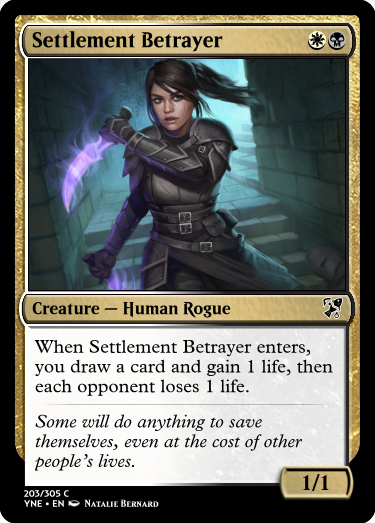 Settlement Betrayer
Creature — Human Rogue
When Settlement Betrayer enters,
you draw a card and gain 1 life, then
each opponent loses 1 life.
Some will do anything to save
themselves, even at the cost of other
people's lives.
1/1
203/305 C
YNE • EN Natalie Bernard